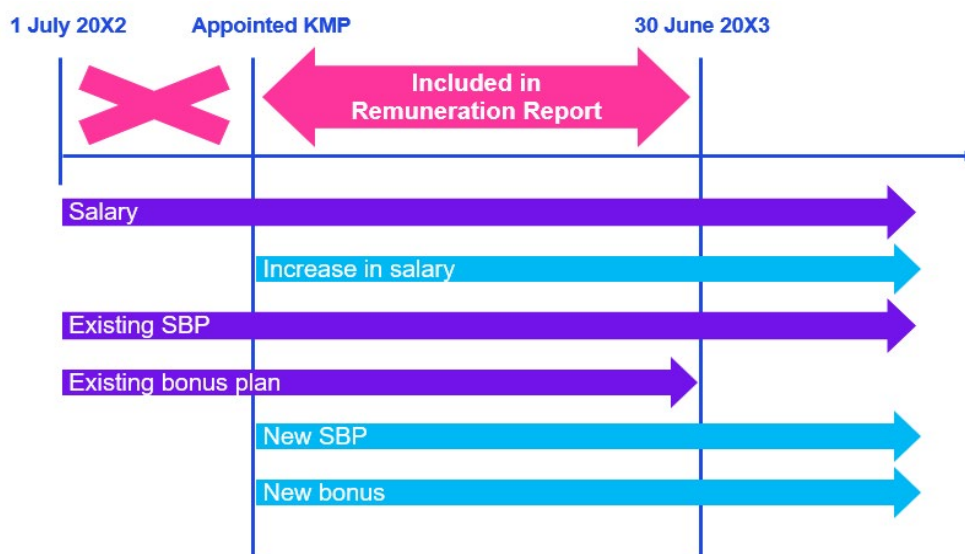 1 July 20X2 Appointed KMP 30 June 20X3
Included in
Remuneration Report
Salary
Increase in salary
Existing SBP
Existing bonus plan
New SBP
New bonus